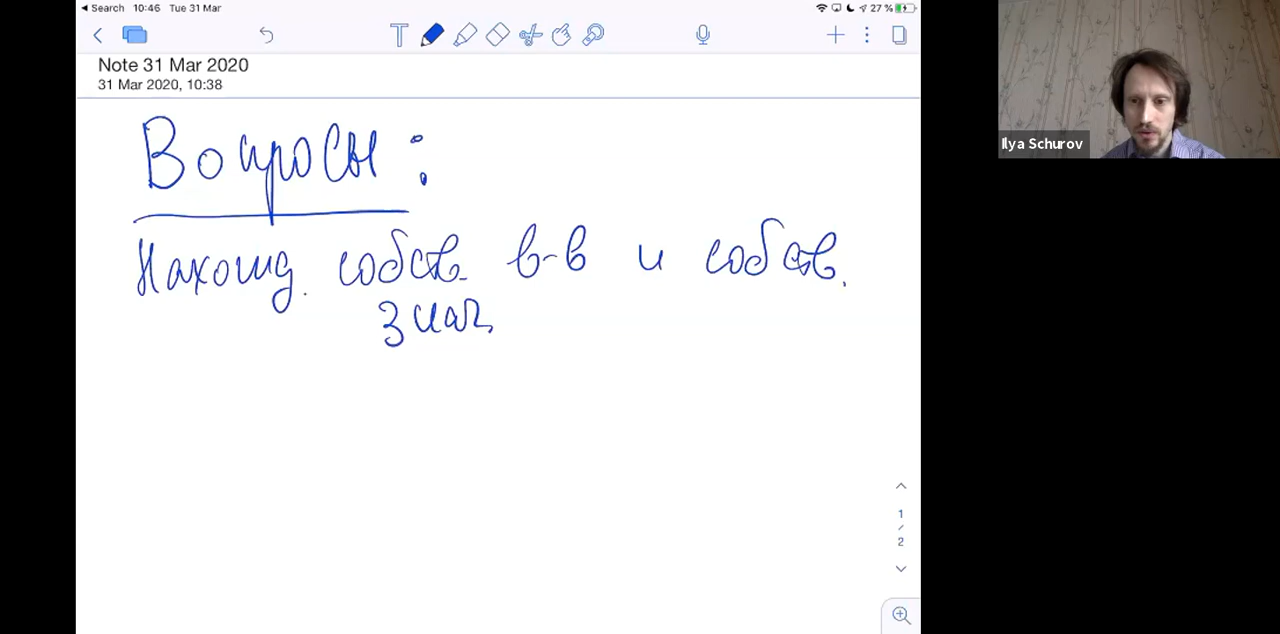 Search 10:46 Tue 31 Mar
27 %
T
Note 31 Mar 2020
31 Mar 2020, 10:38
Вопросы:
Нахожд. собств. в-в и собств.
знач.
1
/
2
Ilya Schurov